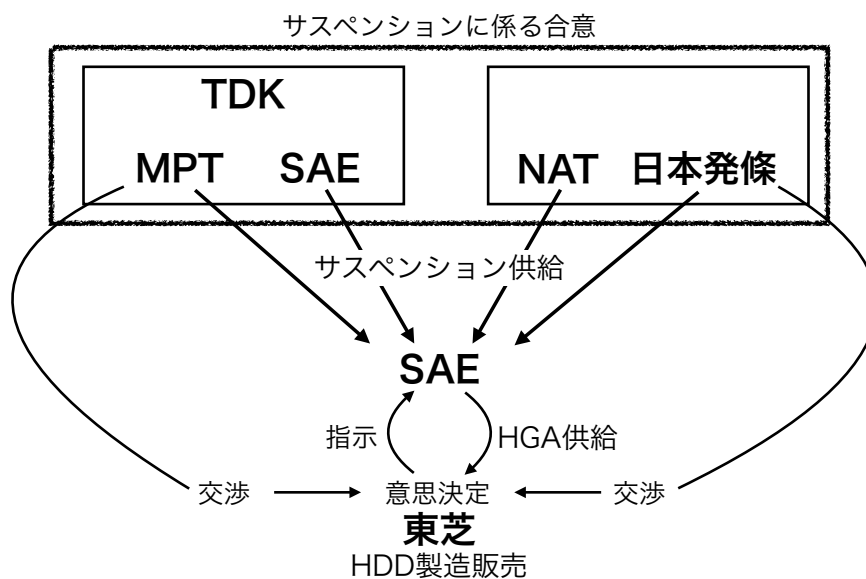 サスペンションに係る合意
TDK
MPT SAE NAT 日本発條
サスペンション供給
SAE
指示 HGA供給
交渉 意思決定 交渉
東芝
HDD製造販売